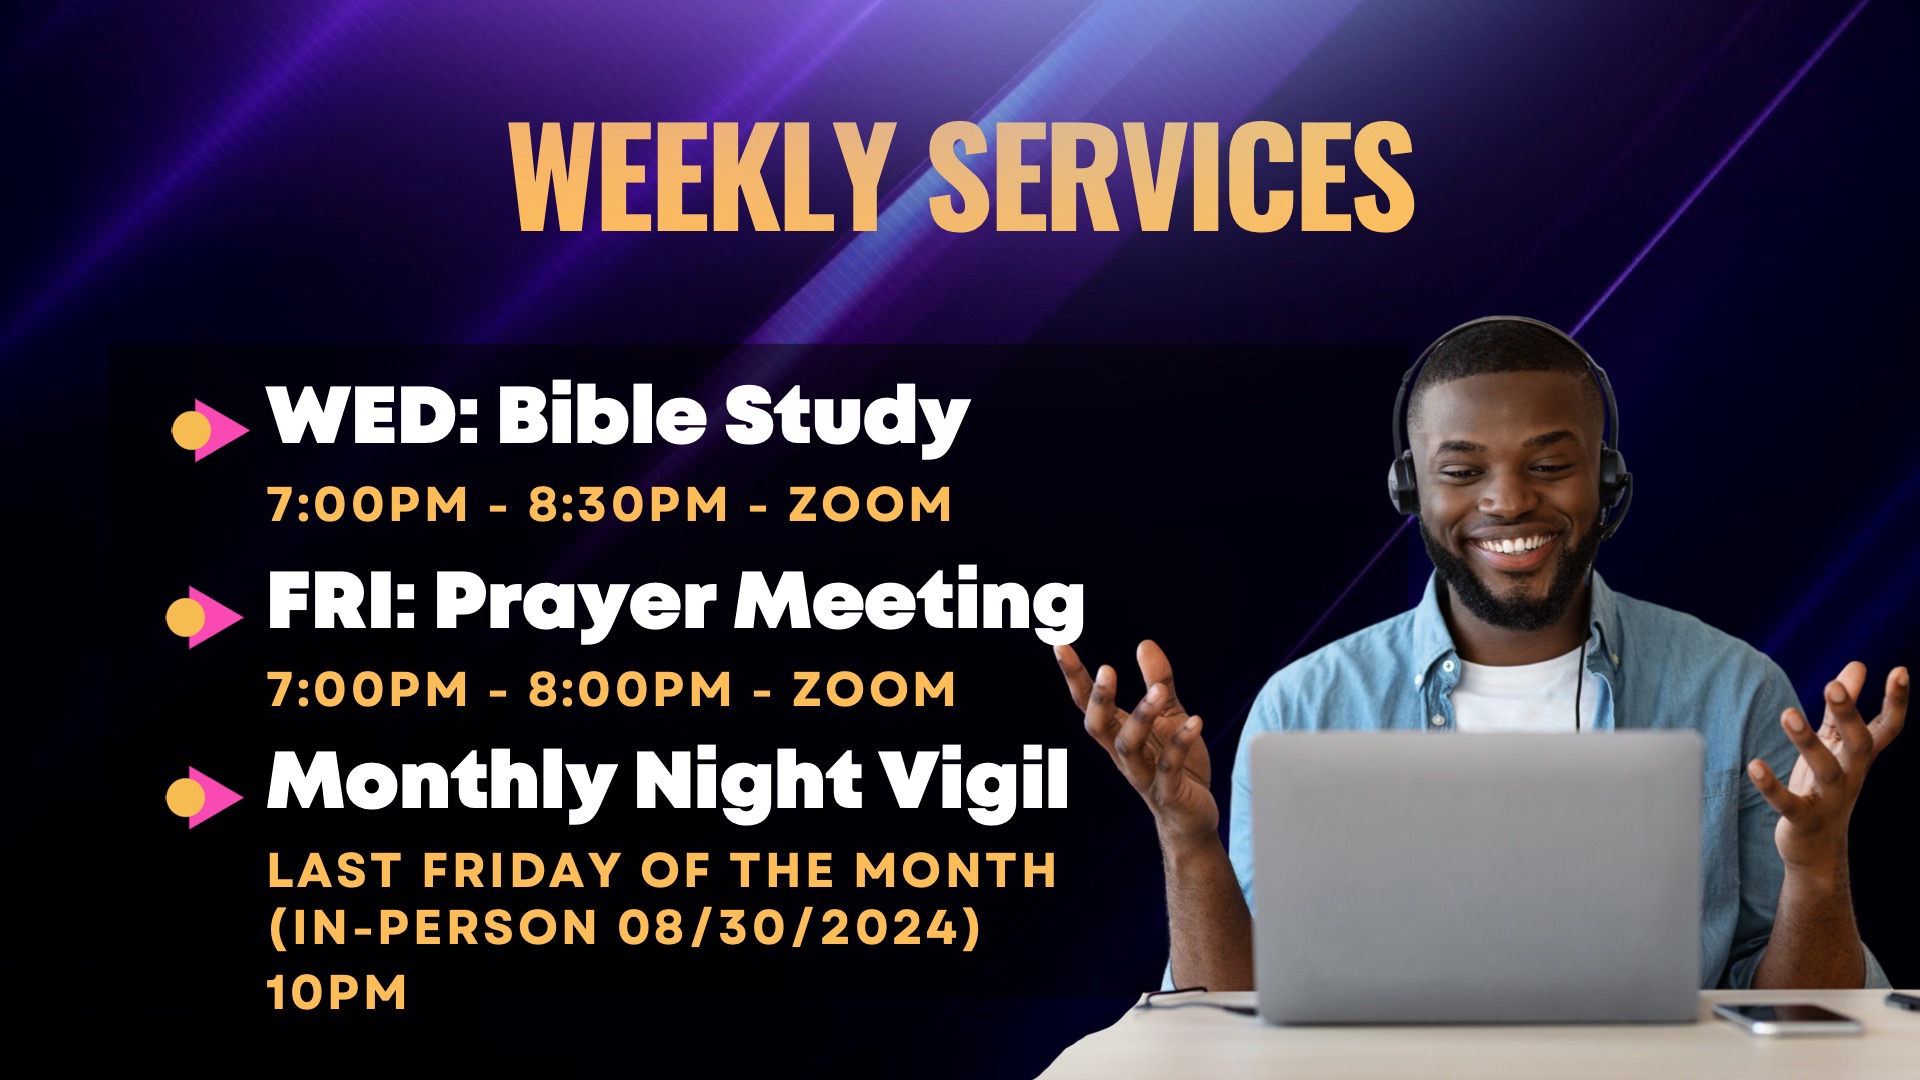 WEEKLY SERVICES
WED: Bible Study
7:00PM - 8:30PM - ZOOM
FRI: Prayer Meeting
7:00PM - 8:00PM - ZOOM
Monthly Night Vigil
LAST FRIDAY OF THE MONTH
(IN-PERSON 08/30/2024)
10PM